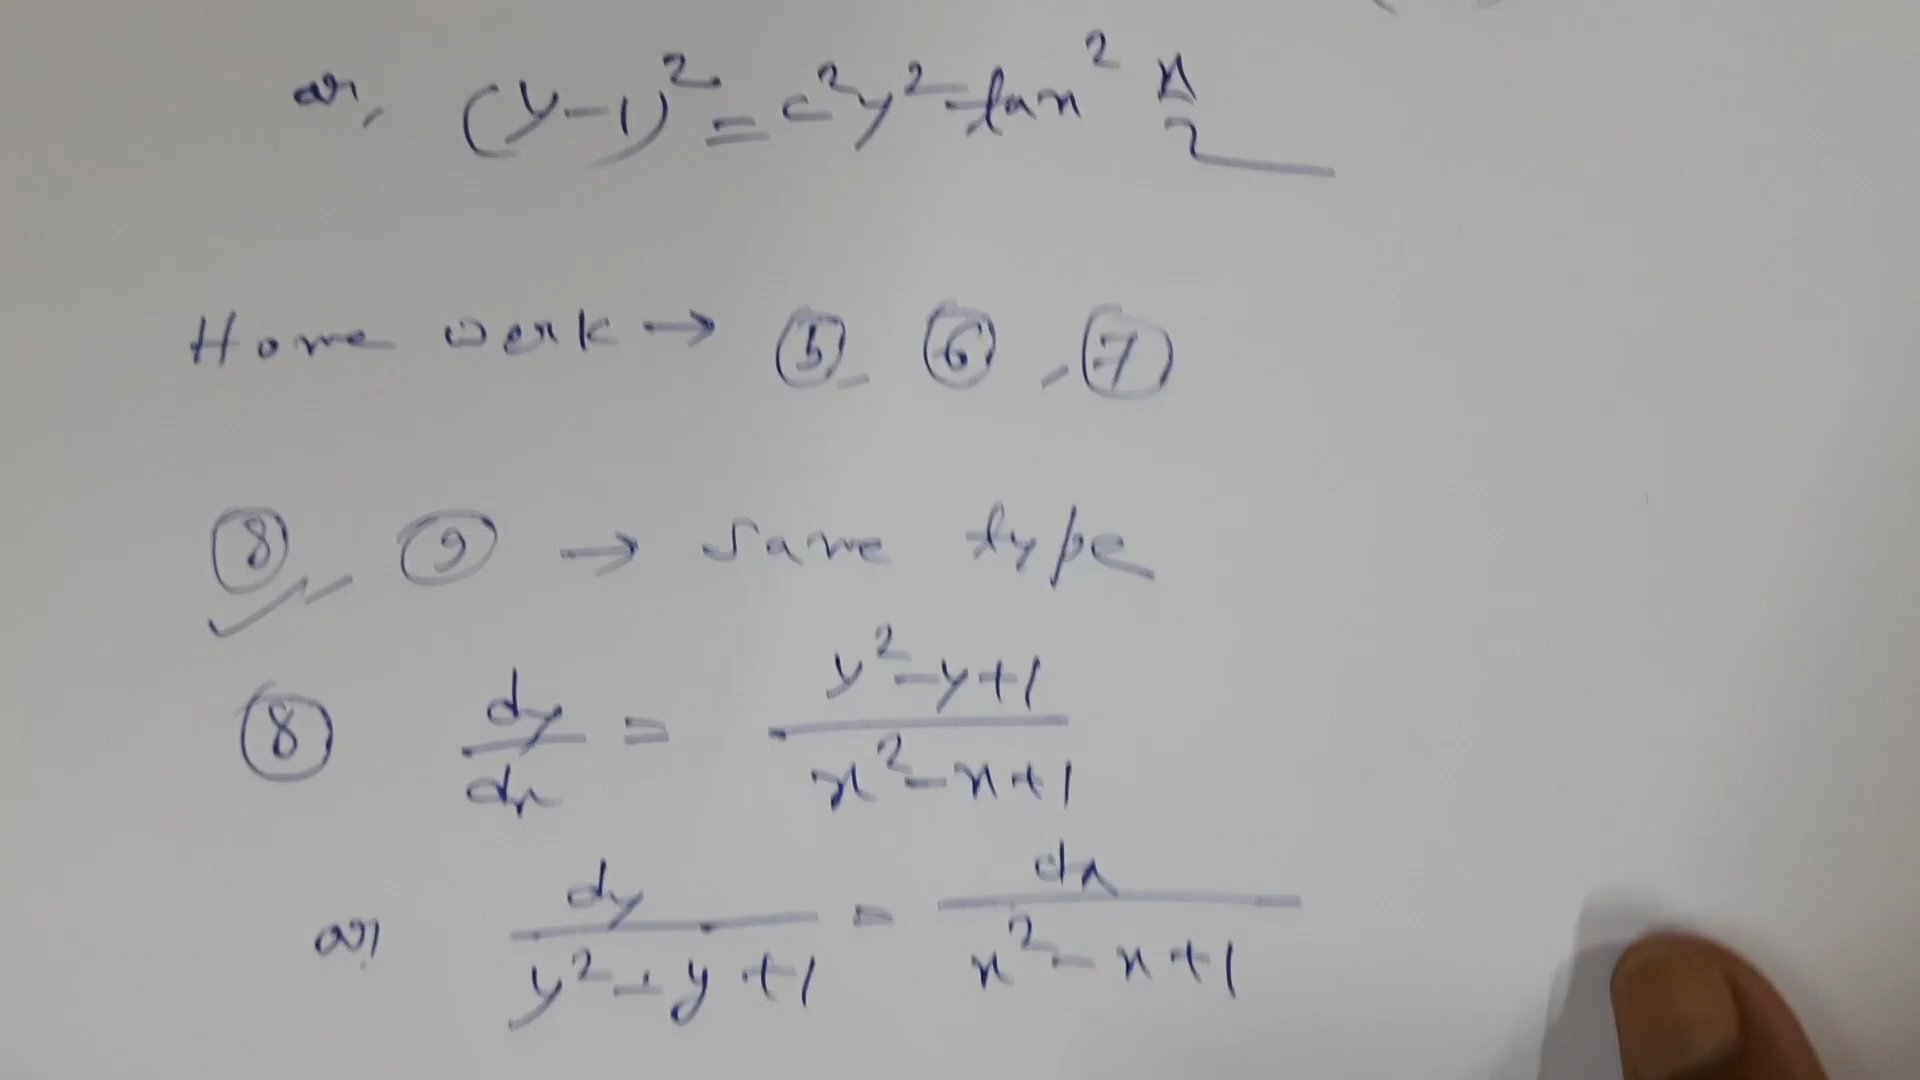 or, (y-1)² = c²y² tan² x/2
Home work → ⑤, ⑥, ⑦
⑧, ⑨ → Same type
⑧ dy/dx = (y²-y+1)/(x²-x+1)
or, dy/(y²-y+1) = dx/(x²-x+1)